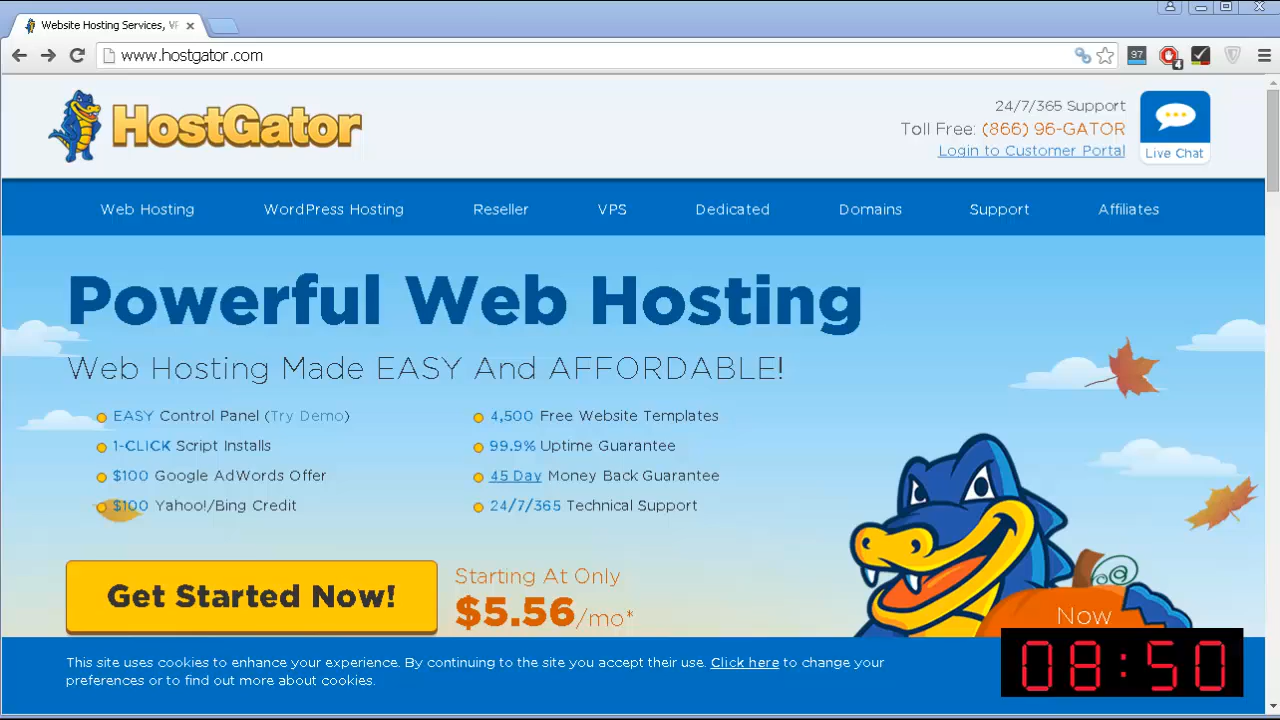 Website Hosting Services, VP
www.hostgator.com
97
4
HostGator
24/7/365 Support
Toll Free: (866) 96-GATOR
Login to Customer Portal
Live Chat
Web Hosting WordPress Hosting Reseller VPS Dedicated Domains Support Affiliates
Powerful Web Hosting
Web Hosting Made EASY And AFFORDABLE!
EASY Control Panel (Try Demo)
1-CLICK Script Installs
$100 Google AdWords Offer
$100 Yahoo!/Bing Credit
4,500 Free Website Templates
99.9% Uptime Guarantee
45 Day Money Back Guarantee
24/7/365 Technical Support
Get Started Now!
Starting At Only
$5.56/mo*
@
Now
This site uses cookies to enhance your experience. By continuing to the site you accept their use. Click here to change your
preferences or to find out more about cookies.
08:50